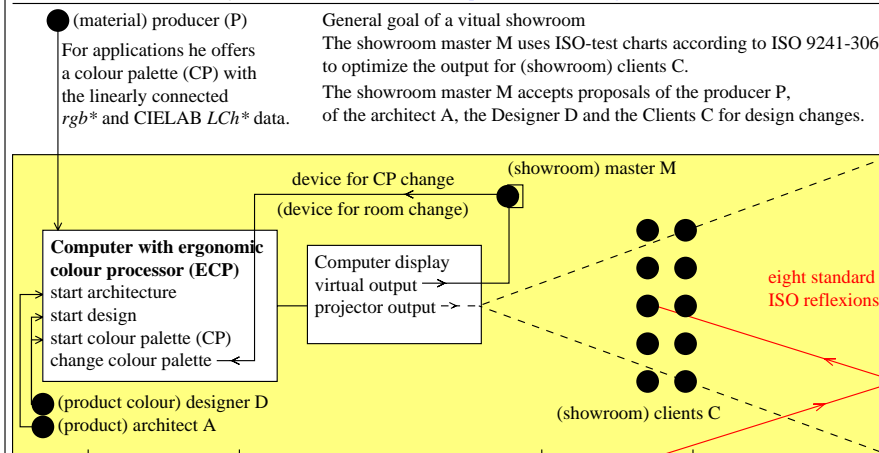 (material) producer (P)
For applications he offers
a colour palette (CP) with
the linearly connected
rgb* and CIELAB LCh* data.
General goal of a vitual showroom
The showroom master M uses ISO-test charts according to ISO 9241-306
to optimize the output for (showroom) clients C.
The showroom master M accepts proposals of the producer P,
of the architect A, the Designer D and the Clients C for design changes.
(showroom) master M
device for CP change
(device for room change)
Computer with ergonomic
colour processor (ECP)
start architecture
start design
start colour palette (CP)
change colour palette
Computer display
virtual output
projector output
eight standard
ISO reflexions
(product colour) designer D
(product) architect A
(showroom) clients C